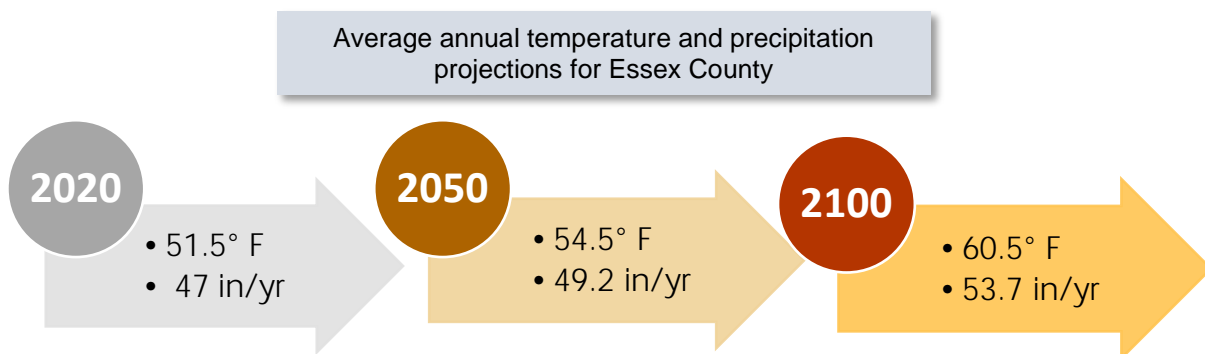 Average annual temperature and precipitation
projections for Essex County
2020
• 51.5° F
• 47 in/yr
2050
• 54.5° F
• 49.2 in/yr
2100
• 60.5° F
• 53.7 in/yr